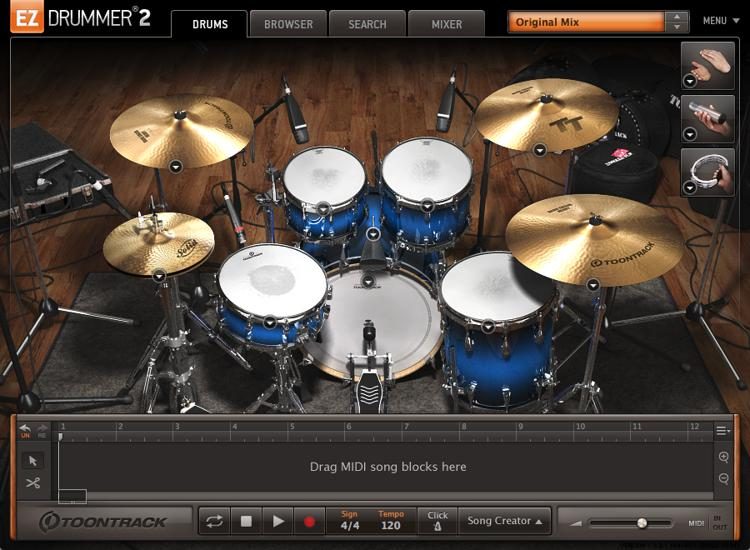 EZ DRUMMER® 2
DRUMS
BROWSER
SEARCH
MIXER
Original Mix
MENU
TT
TOONTRACK
Solid
UN RE
1 2 3 4 5 6 7 8 9 10 11 12
Drag MIDI song blocks here
TOONTRACK
Sign
4/4
Tempo
120
Click
Song Creator
MIDI
IN
OUT